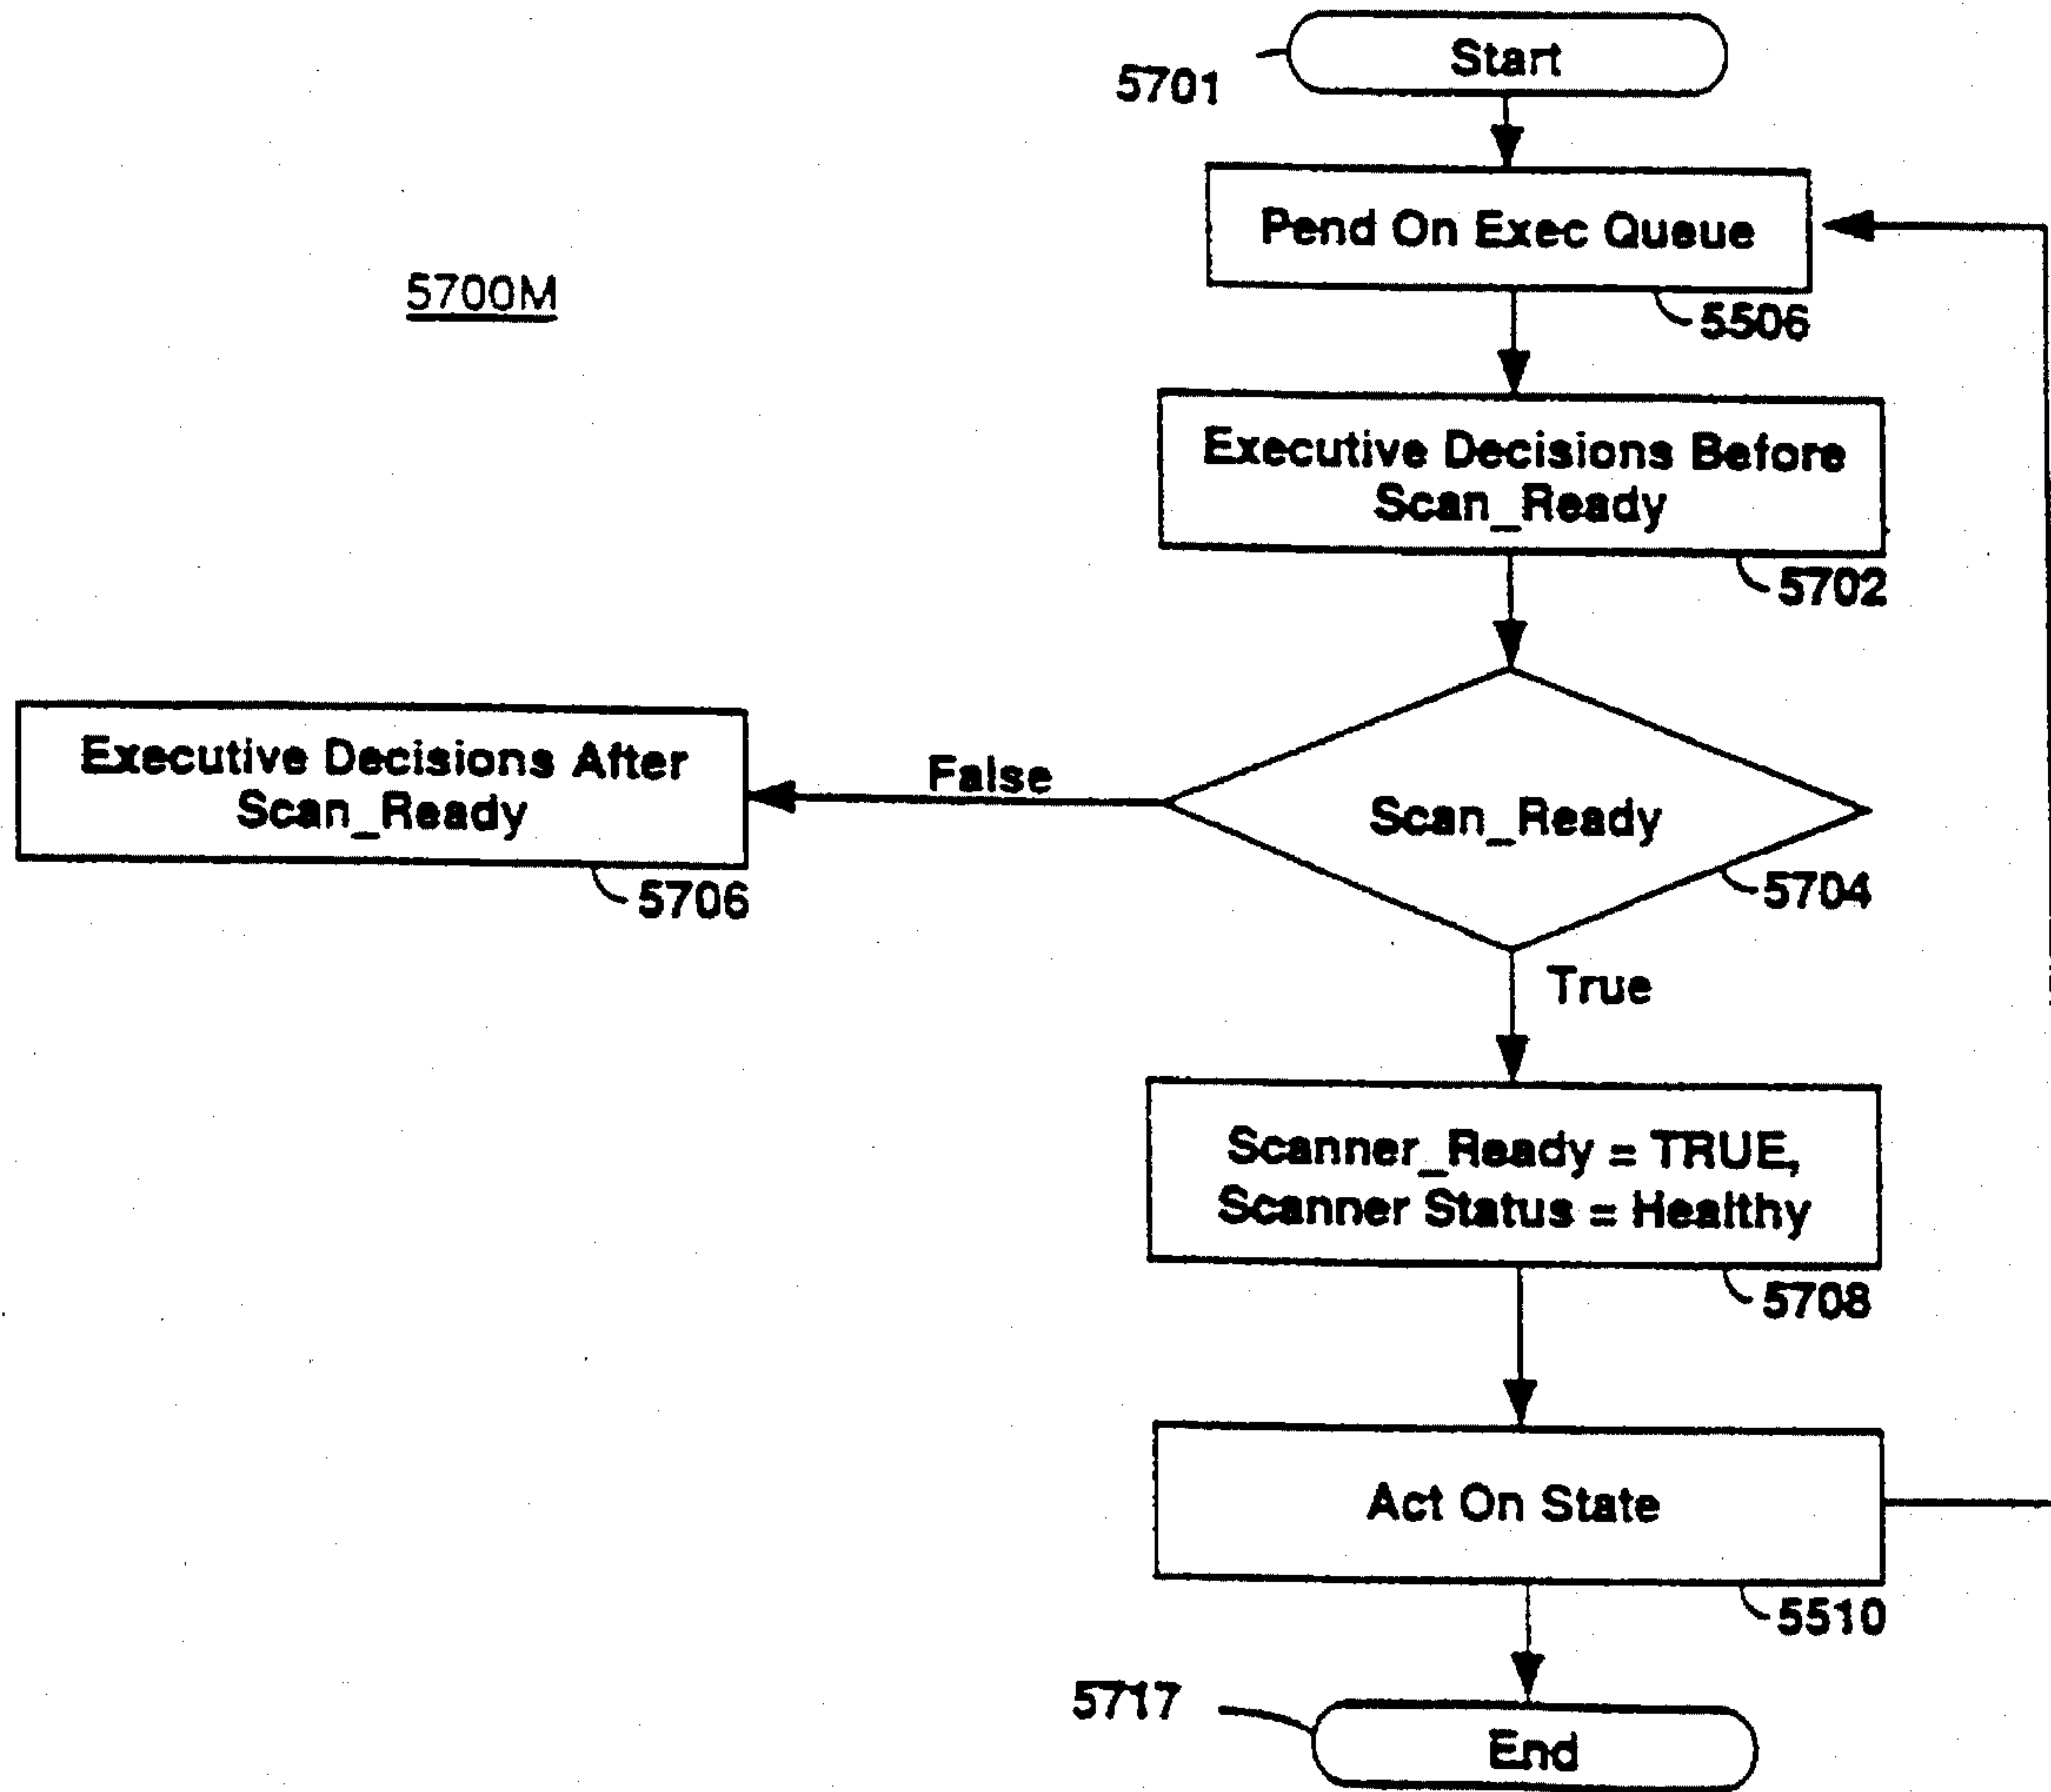 Start
5701
Pend On Exec Queue
5700M
5506
Executive Decisions Before
Scan_Ready
5702
Executive Decisions After
Scan_Ready
5706
False
Scan_Ready
5704
True
Scanner_Ready = TRUE,
Scanner Status = Healthy
5708
Act On State
5510
5717
End